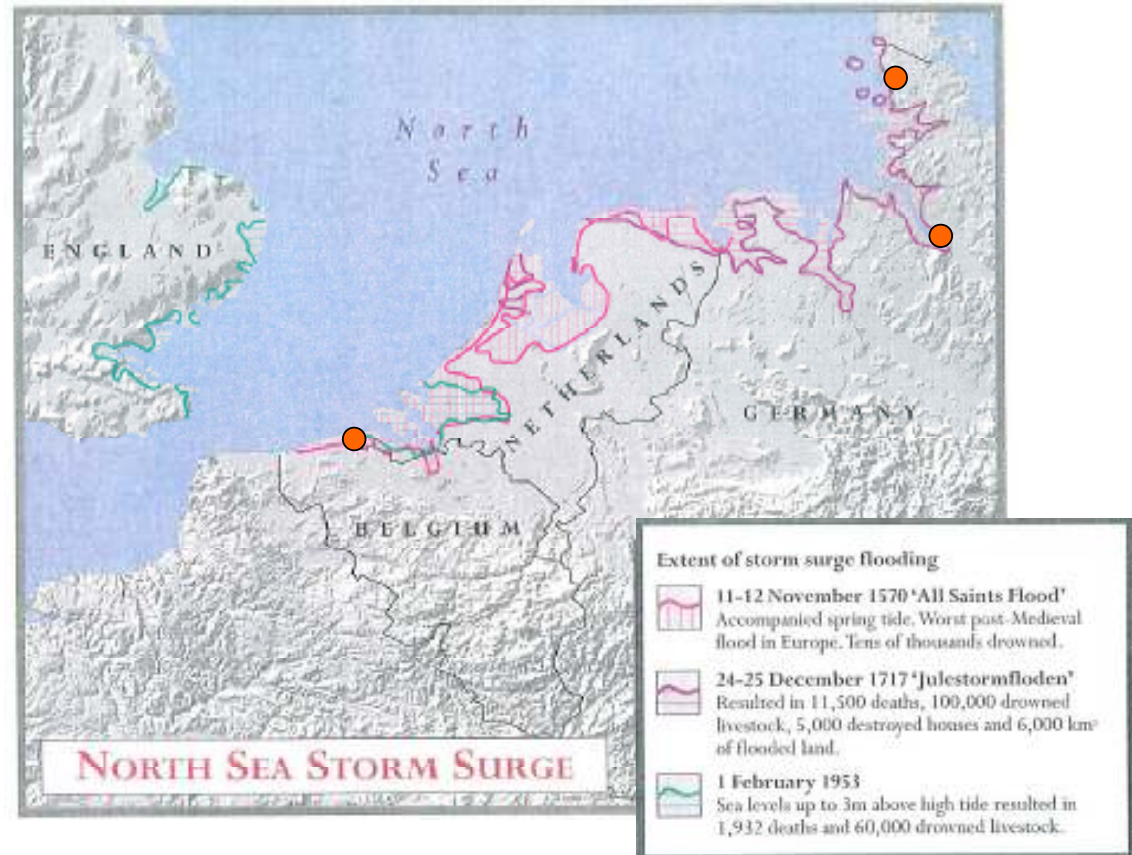 North
Sea
ENGLAND
NETHERLANDS
GERMANY
BELGIUM
NORTH SEA STORM SURGE
Extent of storm surge flooding
11-12 November 1570 'All Saints Flood'
Accompanied spring tide. Worst post-Medieval
flood in Europe. Tens of thousands drowned.
24-25 December 1717 'Julestormfloden'
Resulted in 11,500 deaths, 100,000 drowned
livestock, 5,000 destroyed houses and 6,000 km²
of flooded land.
1 February 1953
Sea levels up to 3m above high tide resulted in
1,932 deaths and 60,000 drowned livestock.